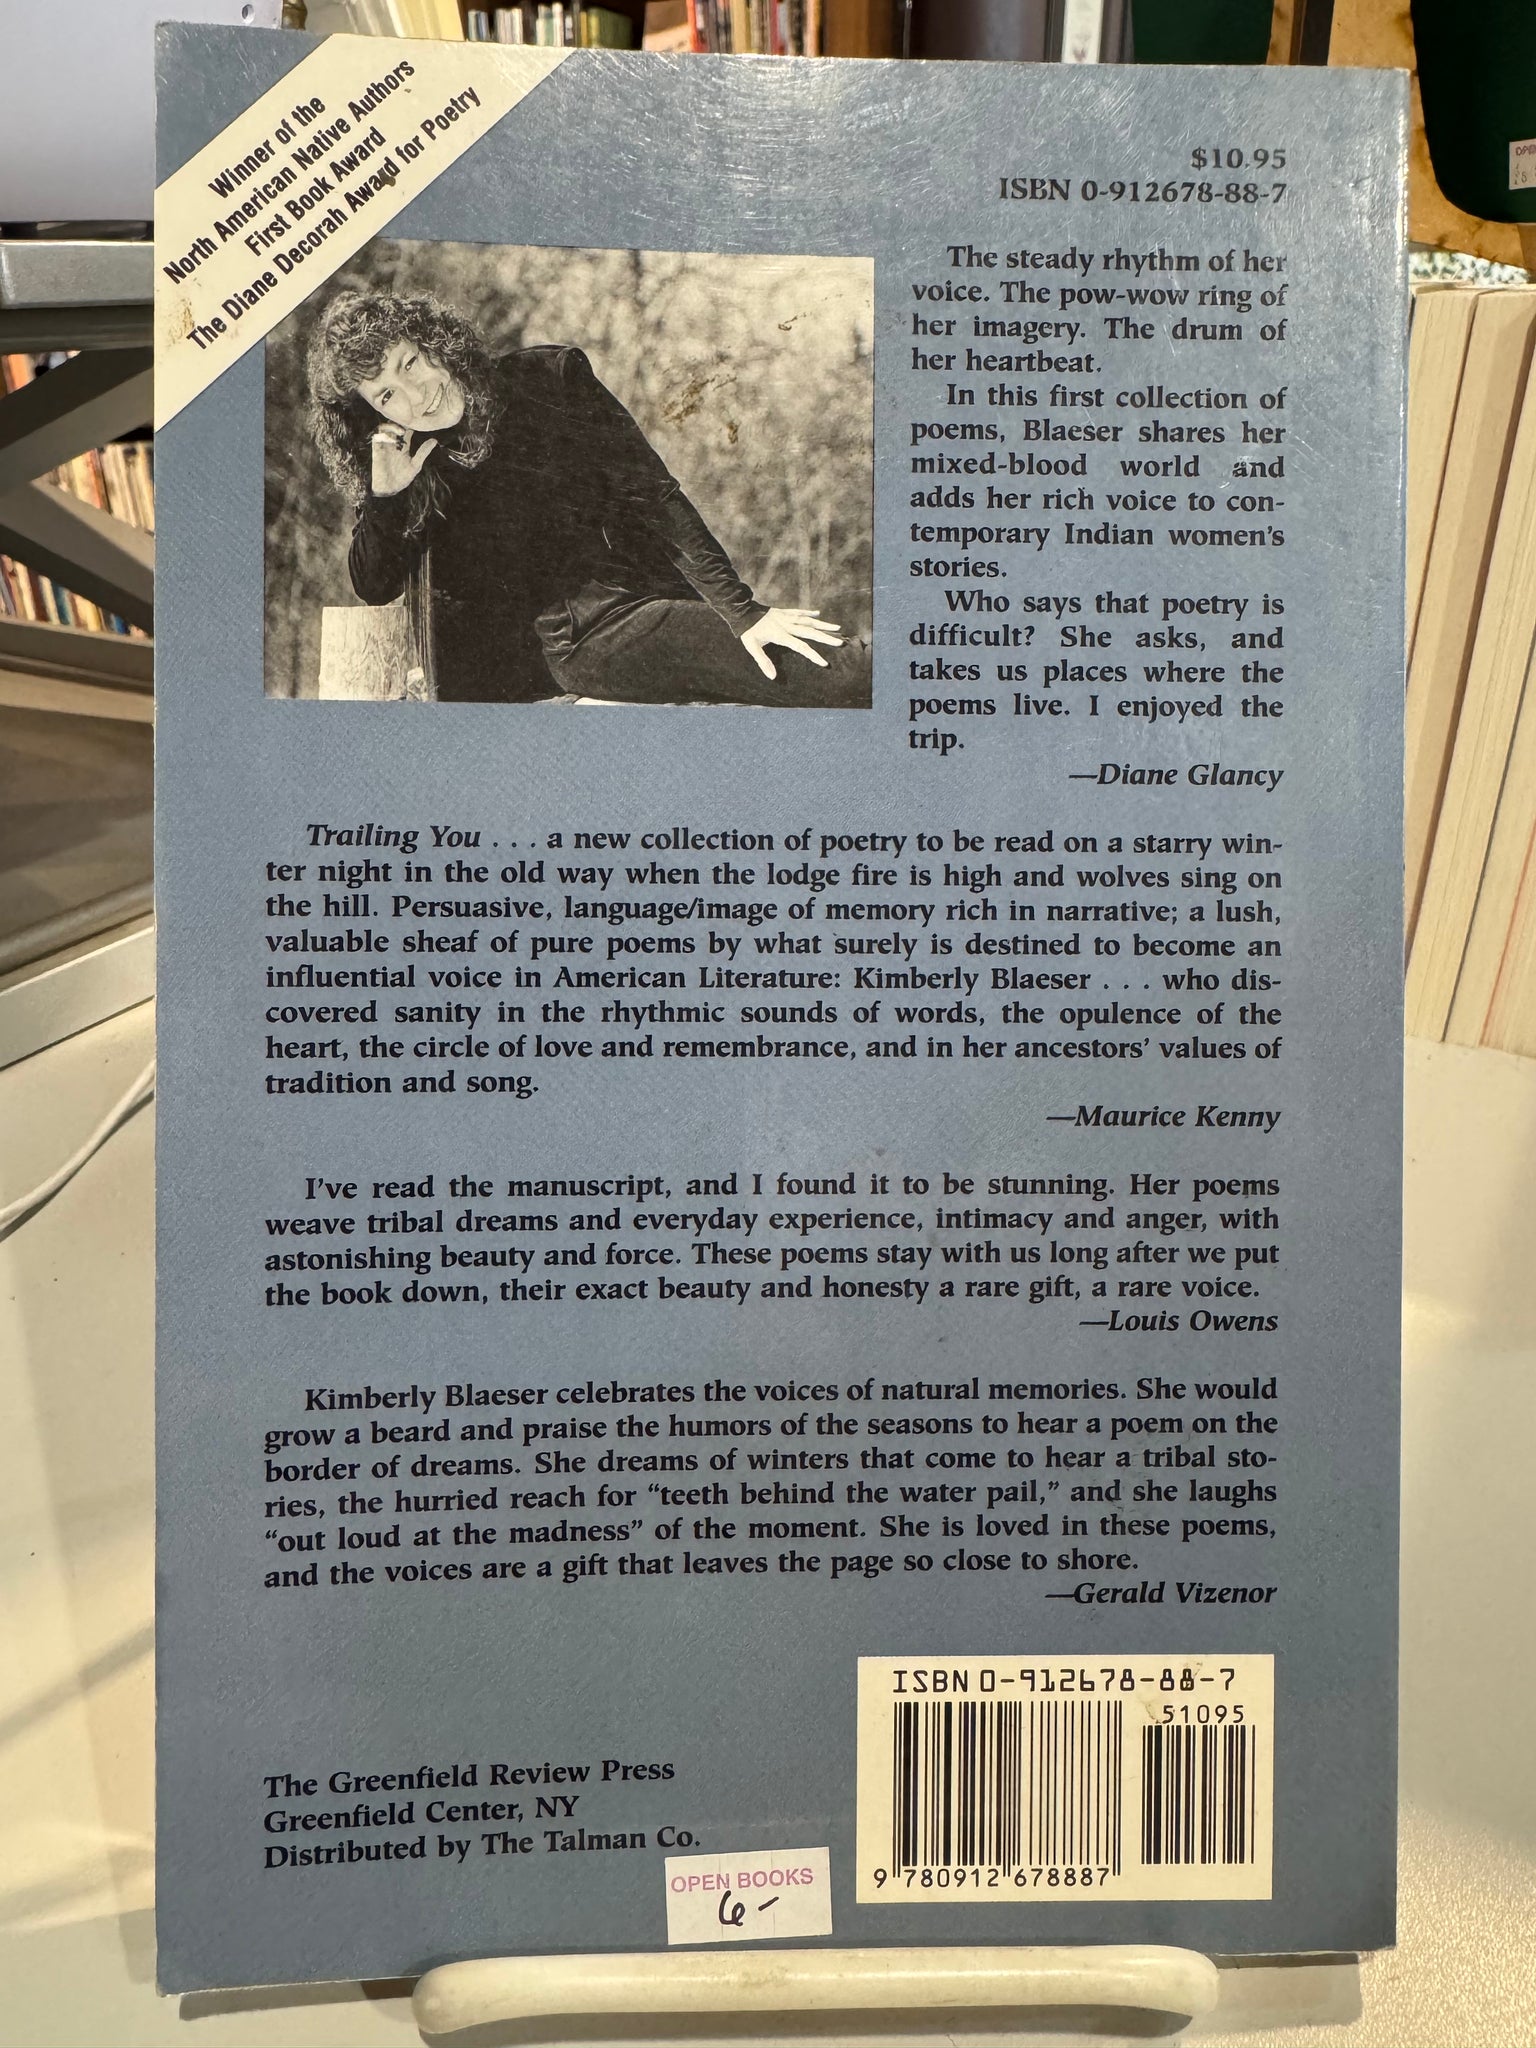 Winner of the
North American Native Authors
First Book Award
The Diane Decorah Award for Poetry
$10.95
ISBN 0-912678-88-7
The steady rhythm of her
voice. The pow-wow ring of
her imagery. The drum of
her heartbeat.
In this first collection of
poems, Blaeser shares her
mixed-blood world and
adds her rich voice to con-
temporary Indian women's
stories.
Who says that poetry is
difficult? She asks, and
takes us places where the
poems live. I enjoyed the
trip.
—Diane Glancy
Trailing You . . . a new collection of poetry to be read on a starry win-
ter night in the old way when the lodge fire is high and wolves sing on
the hill. Persuasive, language/image of memory rich in narrative; a lush,
valuable sheaf of pure poems by what surely is destined to become an
influential voice in American Literature: Kimberly Blaeser . . . who dis-
covered sanity in the rhythmic sounds of words, the opulence of the
heart, the circle of love and remembrance, and in her ancestors' values of
tradition and song.
—Maurice Kenny
I've read the manuscript, and I found it to be stunning. Her poems
weave tribal dreams and everyday experience, intimacy and anger, with
astonishing beauty and force. These poems stay with us long after we put
the book down, their exact beauty and honesty a rare gift, a rare voice.
—Louis Owens
Kimberly Blaeser celebrates the voices of natural memories. She would
grow a beard and praise the humors of the seasons to hear a poem on the
border of dreams. She dreams of winters that come to hear a tribal sto-
ries, the hurried reach for “teeth behind the water pail,” and she laughs
“out loud at the madness” of the moment. She is loved in these poems,
and the voices are a gift that leaves the page so close to shore.
—Gerald Vizenor
The Greenfield Review Press
Greenfield Center, NY
Distributed by The Talman Co.
OPEN BOOKS
6-
ISBN 0-912678-88-7
51095
9 780912 678887